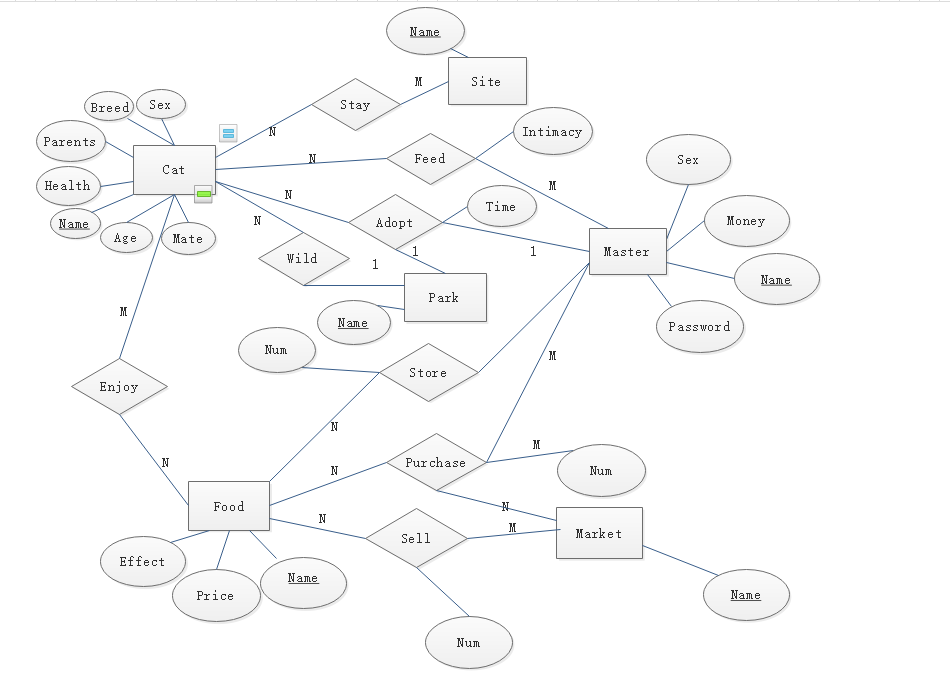 Name
Site
M
Stay
N
Breed
Sex
Parents
Cat
Health
Name
Age
Mate
N
Feed
Intimacy
M
N
Adopt
Time
N
Wild
1
1
1
Park
Name
Sex
Money
Master
Name
Password
M
Enjoy
N
Num
Store
M
N
Purchase
N
M
Num
N
Food
N
Sell
M
Market
Effect
Price
Name
Name
Num